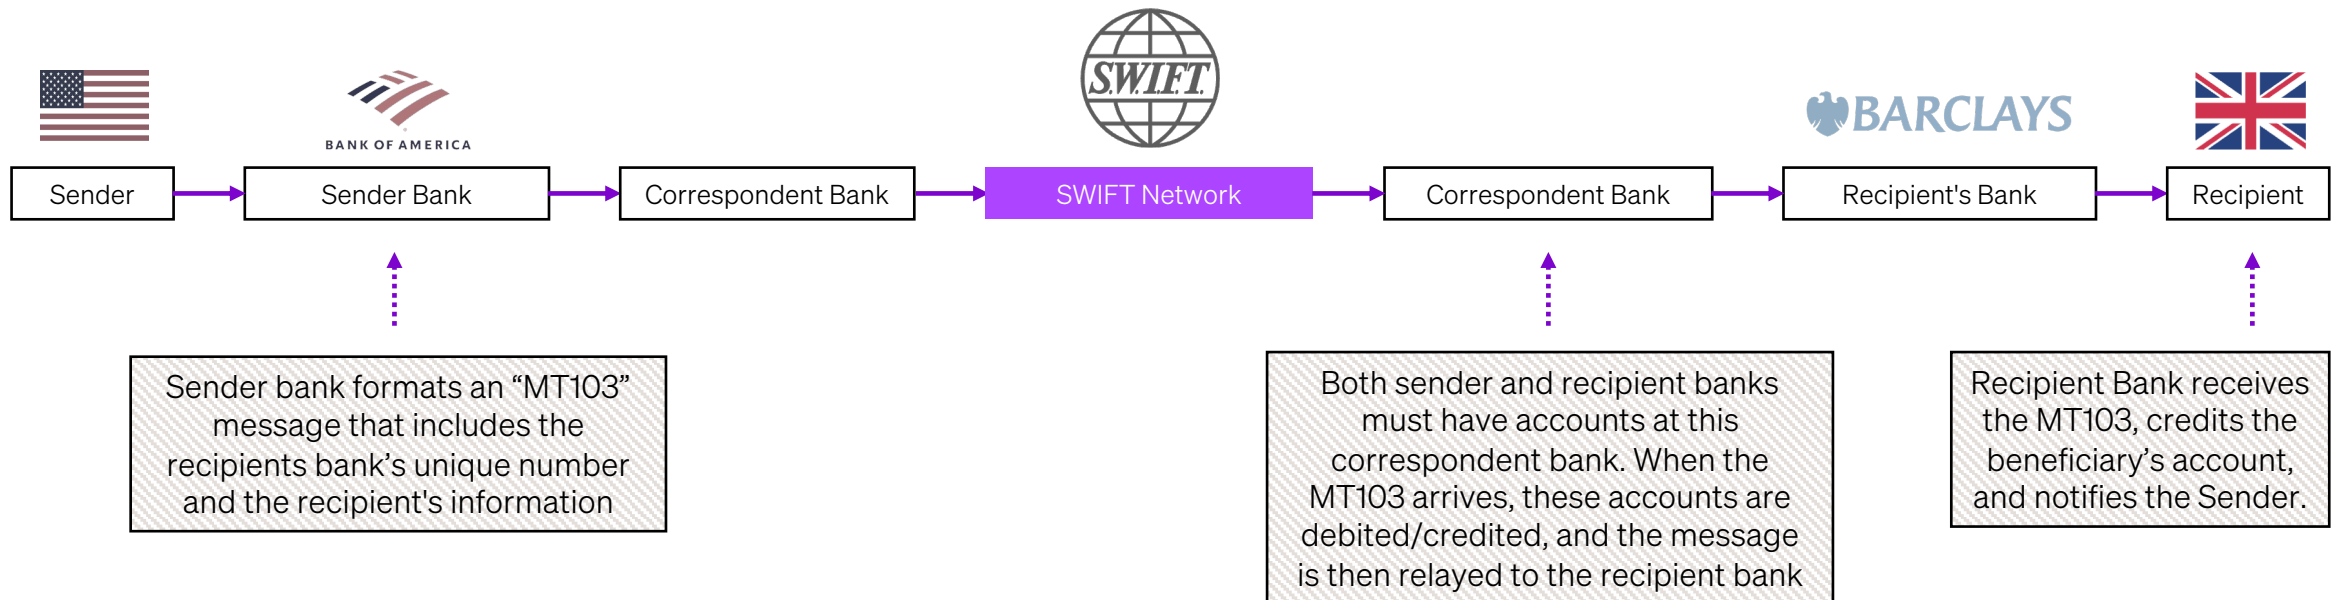 S.W.I.F.T.
BANK OF AMERICA
BARCLAYS
Sender
Sender Bank
Correspondent Bank
SWIFT Network
Correspondent Bank
Recipient's Bank
Recipient
Sender bank formats an “MT103”
message that includes the
recipients bank’s unique number
and the recipient's information
Both sender and recipient banks
must have accounts at this
correspondent bank. When the
MT103 arrives, these accounts are
debited/credited, and the message
is then relayed to the recipient bank
Recipient Bank receives
the MT103, credits the
beneficiary’s account,
and notifies the Sender.